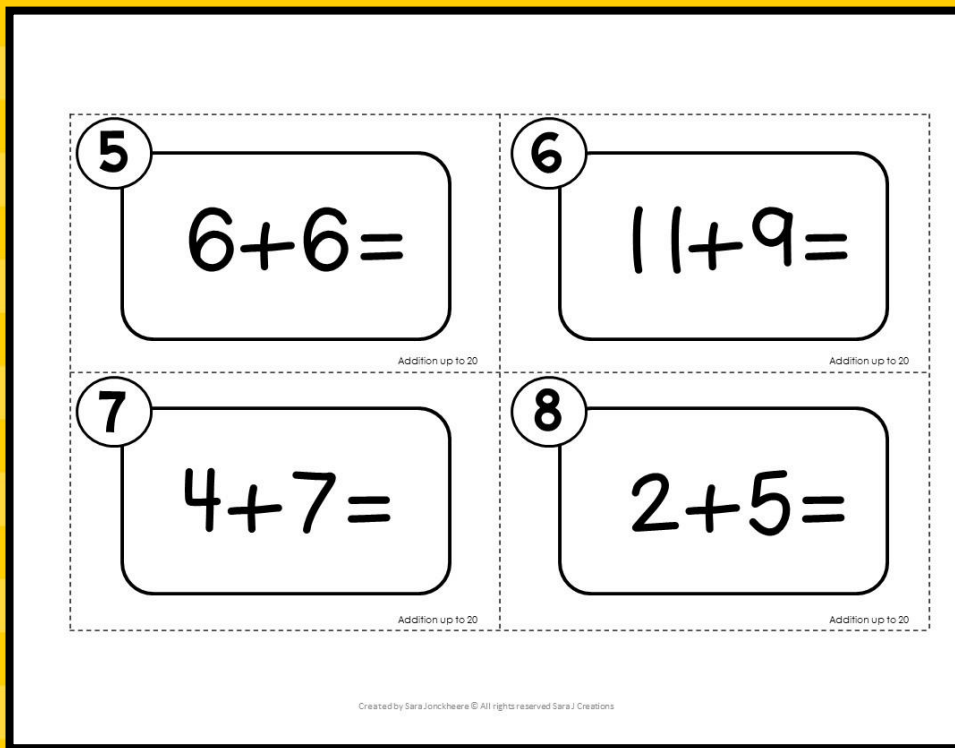 5
6+6=
Addition up to 20
6
11+9=
Addition up to 20
7
4+7=
Addition up to 20
8
2+5=
Addition up to 20
Created by Sara Jonckheere © All rights reserved Sara J Creations